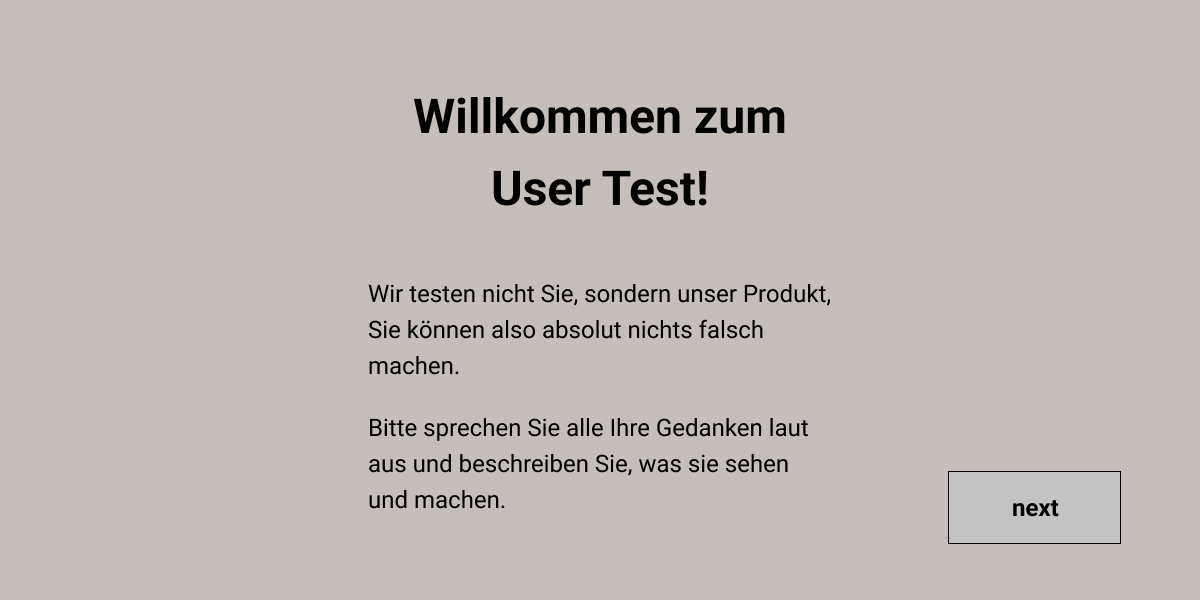 Willkommen zum
User Test!
Wir testen nicht Sie, sondern unser Produkt,
Sie können also absolut nichts falsch
machen.
Bitte sprechen Sie alle Ihre Gedanken laut
aus und beschreiben Sie, was sie sehen
und machen.
next